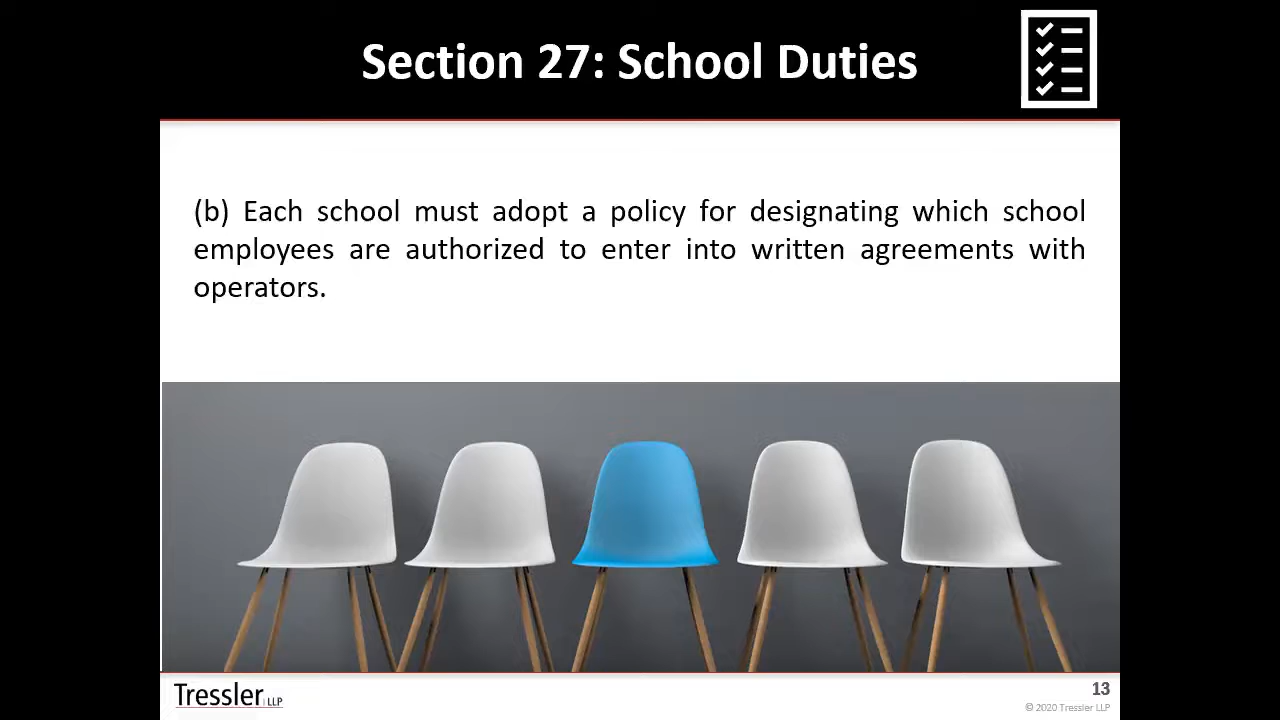 Section 27: School Duties
(b) Each school must adopt a policy for designating which school
employees are authorized to enter into written agreements with
operators.
Tressler LLP
13
© 2020 Tressler LLP